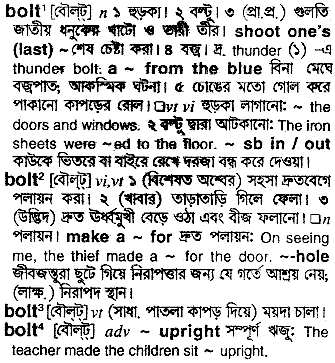 bolt¹ [বৌল্‌ট্] n ১ হুড়কা। ২ বল্টু। ৩ (প্রা.প্র.) গুলতি
জাতীয় ধনুকের খাটো ও ভারী তীর। shoot one's
(last) ~ শেষ চেষ্টা করা। ৪ বজ্র। দ্র. thunder (১) -এ
thunder bolt. a ~ from the blue বিনা মেঘে
বজ্রপাত; আকস্মিক ঘটনা। ৫ চোঙের মতো গোল করে
পাকানো কাপড়ের রোল। □vt vi হুড়কা লাগানো: ~ the
doors and windows. ২ বল্টু দ্বারা আটকানো: The iron
sheets were ~ed to the floor. ~ sb in / out
কাউকে ভিতরে বা বাইরে রেখে দরজা বন্ধ করে দেওয়া।
bolt² [বৌল্‌ট্] vi,vt ১ (বিশেষত অশ্বের) সহসা দ্রুতবেগে
পলায়ন করা। ২ (খাবার) তাড়াতাড়ি গিলে ফেলা। ৩
(উদ্ভিদ) দ্রুত ঊর্ধ্বমুখী বেড়ে ওঠা এবং বীজ ফলানো। □n
পলায়ন। make a ~ for দ্রুত পলায়ন: On seeing
me, the thief made a ~ for the door. ~-hole
জীবজন্তুরা ছুটে গিয়ে নিরাপত্তার জন্য যে গর্তে আশ্রয় নেয়;
(লাক্ষ.) নিরাপদ স্থান।
bolt³ [বৌল্‌ট্] vt (সাধা. পাতলা কাপড় দিয়ে) ময়দা চালা।
bolt⁴ [বৌল্‌ট্] adv ~ upright সম্পূর্ণ ঋজু: The
teacher made the children sit ~ upright.